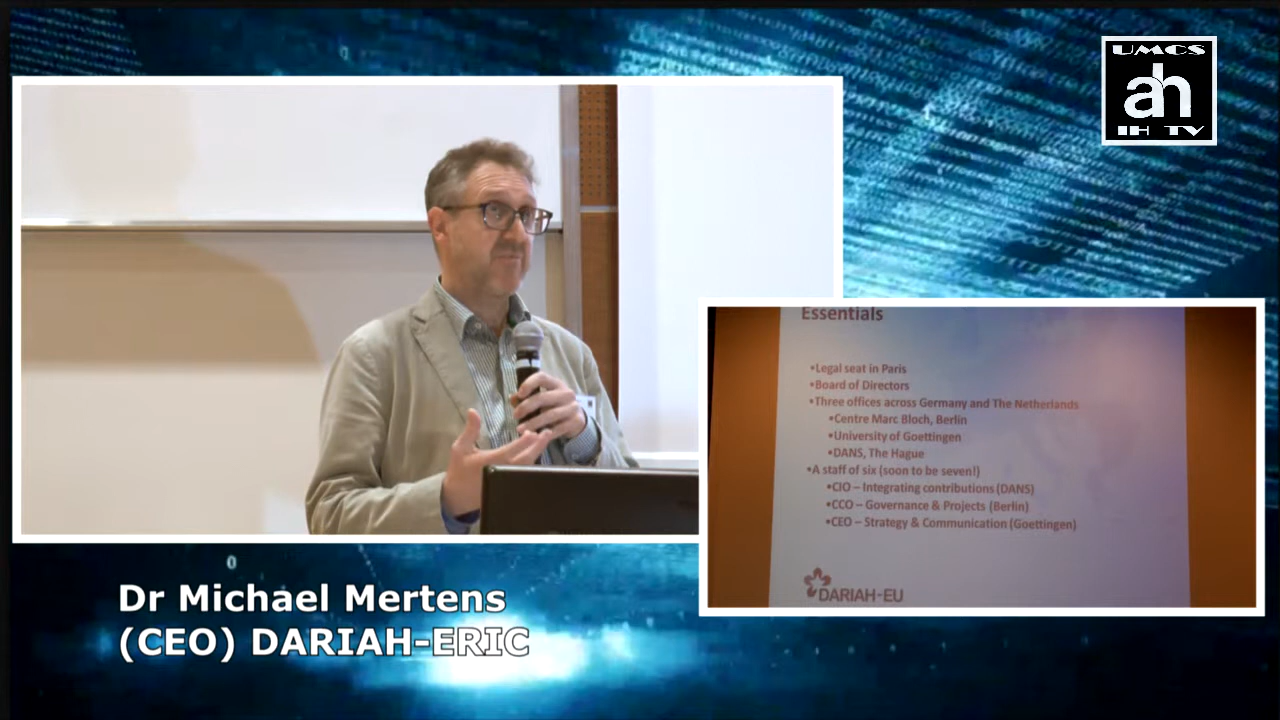 UMCS
ah
IH TV
Essentials
•Legal seat in Paris
•Board of Directors
•Three offices across Germany and The Netherlands
•Centre Marc Bloch, Berlin
•University of Goettingen
•DANS, The Hague
•A staff of six (soon to be seven!)
•CIO – Integrating contributions (DANS)
•CCO – Governance & Projects (Berlin)
•CEO – Strategy & Communication (Goettingen)
DARIAH-EU
Dr Michael Mertens
(CEO) DARIAH-ERIC